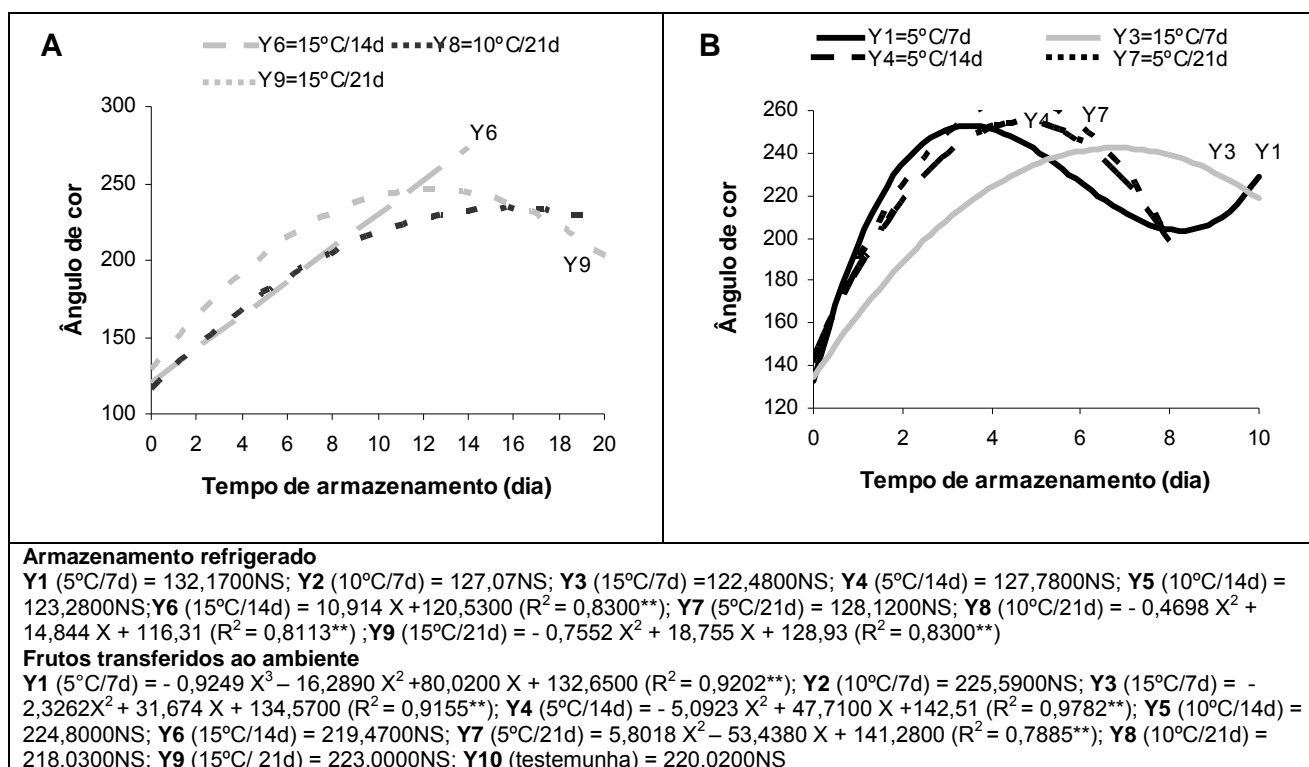 A
Y6=15ºC/14d Y8=10ºC/21d
Y9=15ºC/21d
300
250
200
150
100
Ângulo de cor
Y6
Y9
0 2 4 6 8 10 12 14 16 18 20
Tempo de armazenamento (dia)
B
Y1=5ºC/7d Y3=15ºC/7d
Y4=5ºC/14d Y7=5ºC/21d
260
240
220
200
180
160
140
120
Ângulo de cor
Y4 Y7
Y3 Y1
0 2 4 6 8 10
Tempo de armazenamento (dia)
Armazenamento refrigerado
Y1 (5ºC/7d) = 132,1700NS; Y2 (10ºC/7d) = 127,07NS; Y3 (15ºC/7d) =122,4800NS; Y4 (5ºC/14d) = 127,7800NS; Y5 (10ºC/14d) =
123,2800NS;Y6 (15ºC/14d) = 10,914 X +120,5300 (R² = 0,8300**); Y7 (5ºC/21d) = 128,1200NS; Y8 (10ºC/21d) = - 0,4698 X² +
14,844 X + 116,31 (R² = 0,8113**) ;Y9 (15ºC/21d) = - 0,7552 X² + 18,755 X + 128,93 (R² = 0,8300**)
Frutos transferidos ao ambiente
Y1 (5°C/7d) = - 0,9249 X³ – 16,2890 X² +80,0200 X + 132,6500 (R² = 0,9202**); Y2 (10ºC/7d) = 225,5900NS; Y3 (15ºC/7d) = -
2,3262X² + 31,674 X + 134,5700 (R² = 0,9155**); Y4 (5ºC/14d) = - 5,0923 X² + 47,7100 X +142,51 (R² = 0,9782**); Y5 (10ºC/14d) =
224,8000NS; Y6 (15ºC/14d) = 219,4700NS; Y7 (5ºC/21d) = 5,8018 X² – 53,4380 X + 141,2800 (R² = 0,7885**); Y8 (10ºC/21d) =
218,0300NS; Y9 (15ºC/ 21d) = 223,0000NS; Y10 (testemunha) = 220,0200NS